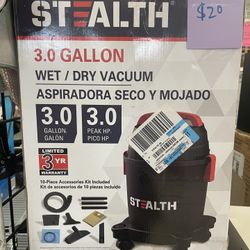 STEALTH
$20
3.0 GALLON
WET / DRY VACUUM
ASPIRADORA SECO Y MOJADO
3.0
GALLON
GALÓN
3.0
PEAK HP
PICO HP
LIMITED
3 YR
WARRANTY
10-Piece Accessories Kit Included
Kit de accesorios de 10 piezas incluido
STEALTH